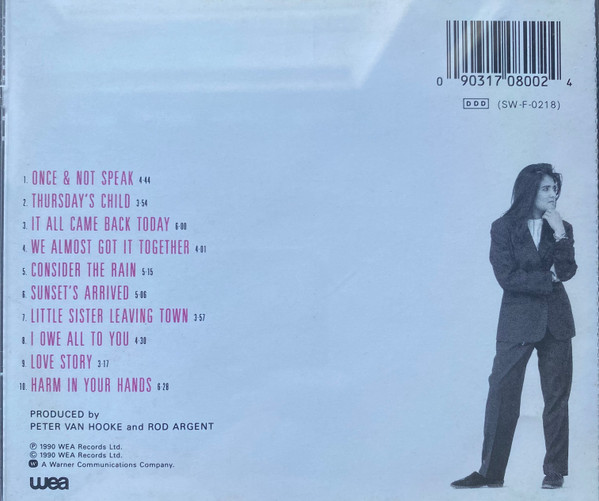 0 90317 08002 4
DDD (SW-F-0218)
1. ONCE & NOT SPEAK 4·44
2. THURSDAY'S CHILD 3·54
3. IT ALL CAME BACK TODAY 6·00
4. WE ALMOST GOT IT TOGETHER 4·01
5. CONSIDER THE RAIN 5·15
6. SUNSET'S ARRIVED 5·06
7. LITTLE SISTER LEAVING TOWN 3·57
8. I OWE ALL TO YOU 4·30
9. LOVE STORY 3·17
10. HARM IN YOUR HANDS 6·28
PRODUCED by
PETER VAN HOOKE and ROD ARGENT
℗ 1990 WEA Records Ltd.
© 1990 WEA Records Ltd.
A Warner Communications Company.
wea